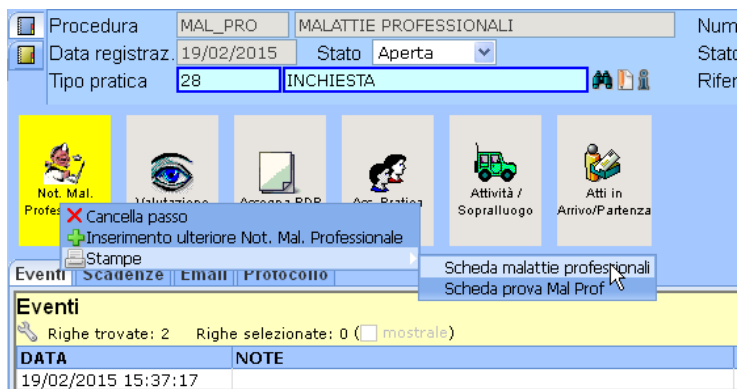 Procedura MAL_PRO MALATTIE PROFESSIONALI Num
Data registraz. 19/02/2015 Stato Aperta Stato
Tipo pratica 28 INCHIESTA Rifer
Not. Mal.
Valutazione
Attività /
Sopralluogo
Atti in
Arrivo/Partenza
Cancella passo
Inserimento ulteriore Not. Mal. Professionale
Stampe
Scheda malattie professionali
Scheda prova Mal Prof
Eventi Scadenze Email Protocollo
Eventi
Righe trovate: 2 Righe selezionate: 0 ( mostrale)
DATA NOTE
19/02/2015 15:37:17